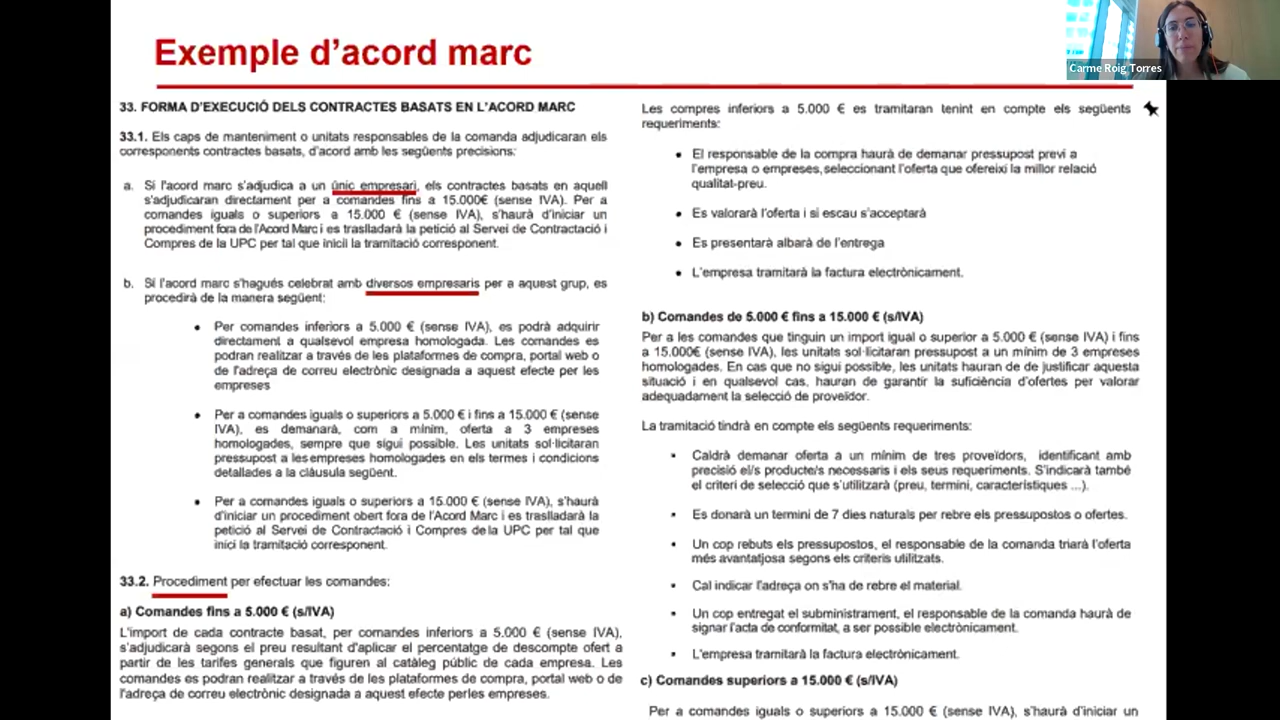 Exemple d'acord marc
Carme Roig Torres
33. FORMA D'EXECUCIÓ DELS CONTRACTES BASATS EN L'ACORD MARC
33.1. Els caps de manteniment o unitats responsables de la comanda adjudicaran els
corresponents contractes basats, d'acord amb les següents precisions:
a. Si l'acord marc s'adjudica a un únic empresari, els contractes basats en aquell
s'adjudicaran directament per a comandes fins a 15.000€ (sense IVA). Per a
comandes iguals o superiors a 15.000 € (sense IVA), s'haurà d'iniciar un
procediment fora de l'Acord Marc i es traslladarà la petició al Servei de Contractació i
Compres de la UPC per tal que iniciï la tramitació corresponent.
b. Si l'acord marc s'hagués celebrat amb diversos empresaris per a aquest grup, es
procedirà de la manera següent:
• Per comandes inferiors a 5.000 € (sense IVA), es podrà adquirir
directament a qualsevol empresa homologada. Les comandes es
podran realitzar a través de les plataformes de compra, portal web o
de l'adreça de correu electrònic designada a aquest efecte per les
empreses
• Per a comandes iguals o superiors a 5.000 € i fins a 15.000 € (sense
IVA), es demanarà, com a mínim, oferta a 3 empreses
homologades, sempre que sigui possible. Les unitats sol·licitaran
pressupost a les empreses homologades en els termes i condicions
detallades a la clàusula següent.
• Per a comandes iguals o superiors a 15.000 € (sense IVA), s'haurà
d'iniciar un procediment obert fora de l'Acord Marc i es traslladarà la
petició al Servei de Contractació i Compres de la UPC per tal que
inici la tramitació corresponent.
33.2. Procediment per efectuar les comandes:
a) Comandes fins a 5.000 € (s/IVA)
L'import de cada contracte basat, per comandes inferiors a 5.000 € (sense IVA),
s'adjudicarà segons el preu resultant d'aplicar el percentatge de descompte ofert a
partir de les tarifes generals que figuren al catàleg públic de cada empresa. Les
comandes es podran realitzar a través de les plataformes de compra, portal web o de
l'adreça de correu electrònic designada a aquest efecte per les empreses.
Les compres inferiors a 5.000 € es tramitaran tenint en compte els següents
requeriments:
• El responsable de la compra haurà de demanar pressupost previ a
l'empresa o empreses, seleccionant l'oferta que ofereixi la millor relació
qualitat-preu.
• Es valorarà l'oferta i si escau s'acceptarà
• Es presentarà albarà de l'entrega
• L'empresa tramitarà la factura electrònicament.
b) Comandes de 5.000 € fins a 15.000 € (s/IVA)
Per a les comandes que tinguin un import igual o superior a 5.000 € (sense IVA) i fins
a 15.000€ (sense IVA), les unitats sol·licitaran pressupost a un mínim de 3 empreses
homologades. En cas que no sigui possible, les unitats hauran de de justificar aquesta
situació i en qualsevol cas, hauran de garantir la suficiència d'ofertes per valorar
adequadament la selecció de proveïdor.
La tramitació tindrà en compte els següents requeriments:
▪ Caldrà demanar oferta a un mínim de tres proveïdors, identificant amb
precisió el/s producte/s necessaris i els seus requeriments. S'indicarà també
el criteri de selecció que s'utilitzarà (preu, termini, característiques ...).
▪ Es donarà un termini de 7 dies naturals per rebre els pressupostos o ofertes.
▪ Un cop rebuts els pressupostos, el responsable de la comanda triarà l'oferta
més avantatjosa segons els criteris utilitzats.
▪ Cal indicar l'adreça on s'ha de rebre el material.
▪ Un cop entregat el subministrament, el responsable de la comanda haurà de
signar l'acta de conformitat, a ser possible electrònicament.
▪ L'empresa tramitarà la factura electrònicament.
c) Comandes superiors a 15.000 € (s/IVA)
Per a comandes iguals o superiors a 15.000 € (sense IVA), s'haurà d'iniciar un